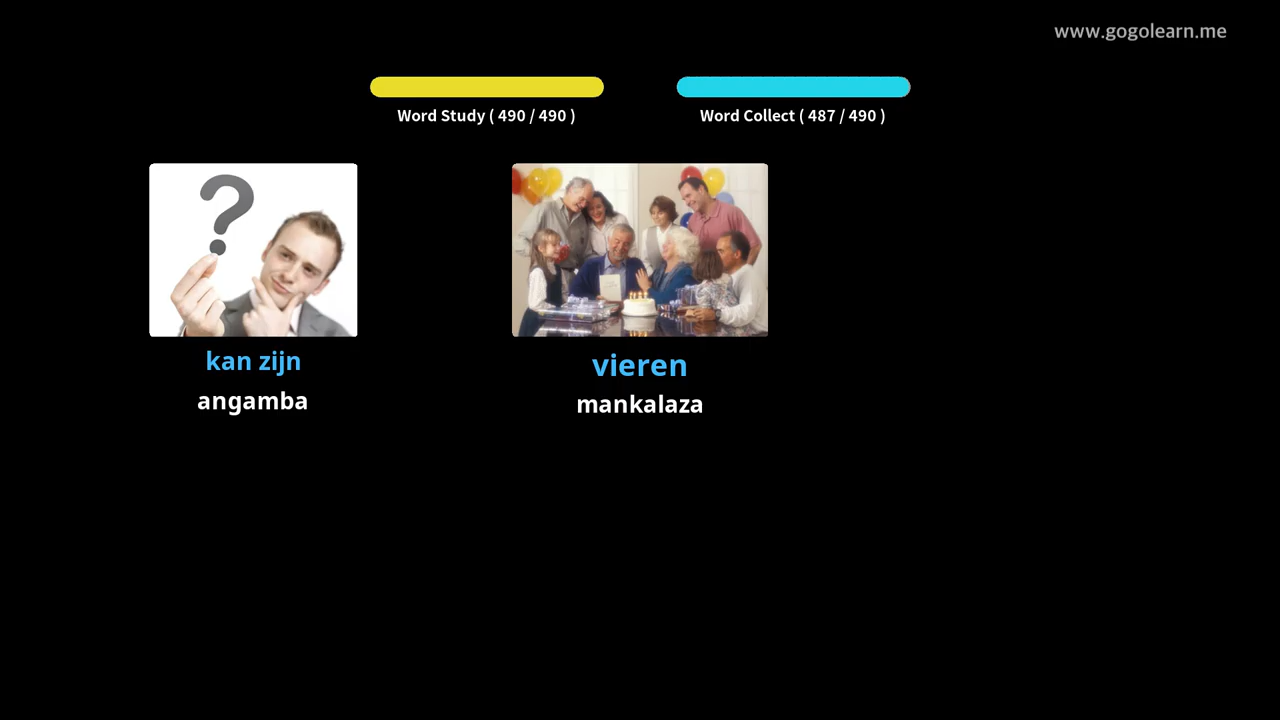 www.gogolearn.me
Word Study ( 490 / 490 )
Word Collect ( 487 / 490 )
?
kan zijn
angamba
vieren
mankalaza